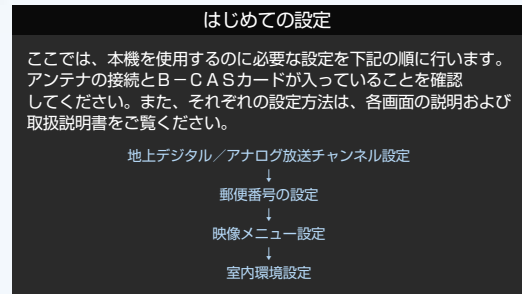 はじめての設定
ここでは、本機を使用するのに必要な設定を下記の順に行います。
アンテナの接続とＢ－ＣＡＳカードが入っていることを確認
してください。また、それぞれの設定方法は、各画面の説明および
取扱説明書をご覧ください。
地上デジタル／アナログ放送チャンネル設定
↓
郵便番号の設定
↓
映像メニュー設定
↓
室内環境設定